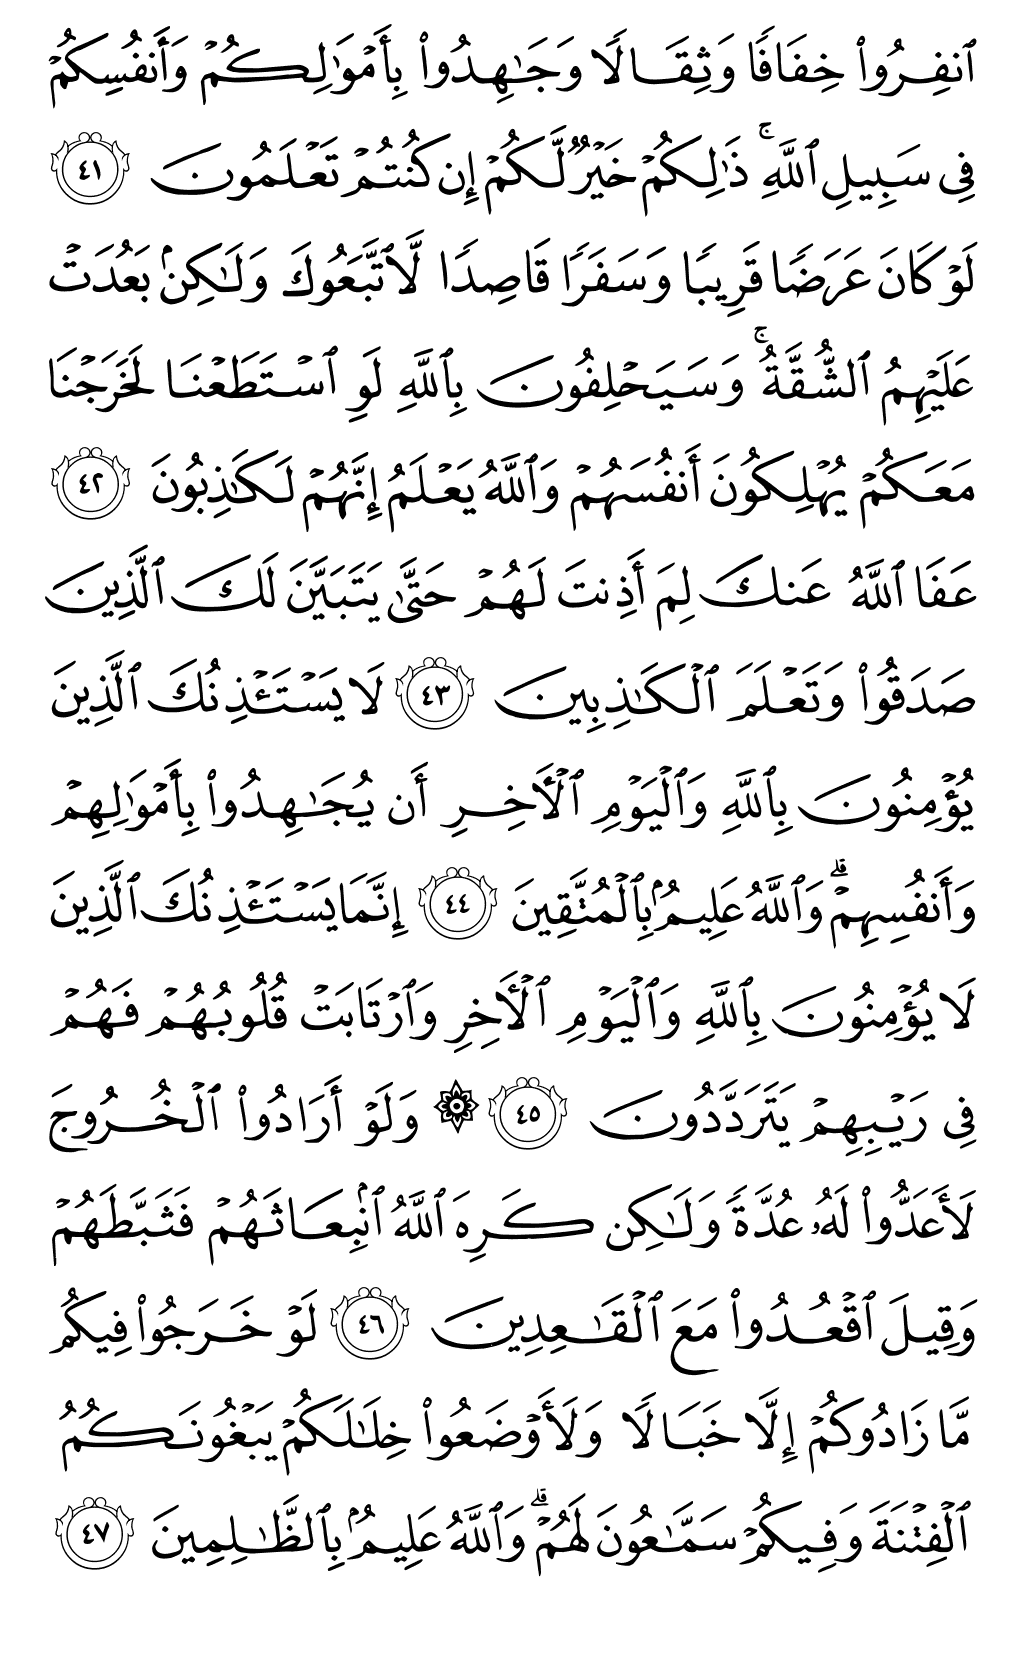 ٱنفِرُوا۟ خِفَافًا وَثِقَالًا وَجَٰهِدُوا۟ بِأَمْوَٰلِكُمْ وَأَنفُسِكُمْ
فِى سَبِيلِ ٱللَّهِ ۚ ذَٰلِكُمْ خَيْرٌ لَّكُمْ إِن كُنتُمْ تَعْلَمُونَ ٤١
لَوْ كَانَ عَرَضًا قَرِيبًا وَسَفَرًا قَاصِدًا لَّٱتَّبَعُوكَ وَلَٰكِنۢ بَعُدَتْ
عَلَيْهِمُ ٱلشُّقَّةُ ۚ وَسَيَحْلِفُونَ بِٱللَّهِ لَوِ ٱسْتَطَعْنَا لَخَرَجْنَا
مَعَكُمْ يُهْلِكُونَ أَنفُسَهُمْ وَٱللَّهُ يَعْلَمُ إِنَّهُمْ لَكَٰذِبُونَ ٤٢
عَفَا ٱللَّهُ عَنكَ لِمَ أَذِنتَ لَهُمْ حَتَّىٰ يَتَبَيَّنَ لَكَ ٱلَّذِينَ
صَدَقُوا۟ وَتَعْلَمَ ٱلْكَٰذِبِينَ ٤٣ لَا يَسْتَـْٔذِنُكَ ٱلَّذِينَ
يُؤْمِنُونَ بِٱللَّهِ وَٱلْيَوْمِ ٱلْـَٔاخِرِ أَن يُجَٰهِدُوا۟ بِأَمْوَٰلِهِمْ
وَأَنفُسِهِمْ ۗ وَٱللَّهُ عَلِيمٌۢ بِٱلْمُتَّقِينَ ٤٤ إِنَّمَا يَسْتَـْٔذِنُكَ ٱلَّذِينَ
لَا يُؤْمِنُونَ بِٱللَّهِ وَٱلْيَوْمِ ٱلْـَٔاخِرِ وَٱرْتَابَتْ قُلُوبُهُمْ فَهُمْ
فِى رَيْبِهِمْ يَتَرَدَّدُونَ ٤٥ ۞ وَلَوْ أَرَادُوا۟ ٱلْخُرُوجَ
لَأَعَدُّوا۟ لَهُۥ عُدَّةً وَلَٰكِن كَرِهَ ٱللَّهُ ٱنۢبِعَاثَهُمْ فَثَبَّطَهُمْ
وَقِيلَ ٱقْعُدُوا۟ مَعَ ٱلْقَٰعِدِينَ ٤٦ لَوْ خَرَجُوا۟ فِيكُم
مَّا زَادُوكُمْ إِلَّا خَبَالًا وَلَأَوْضَعُوا۟ خِلَٰلَكُمْ يَبْغُونَكُمُ
ٱلْفِتْنَةَ وَفِيكُمْ سَمَّٰعُونَ لَهُمْ ۗ وَٱللَّهُ عَلِيمٌۢ بِٱلظَّٰلِمِينَ ٤٧